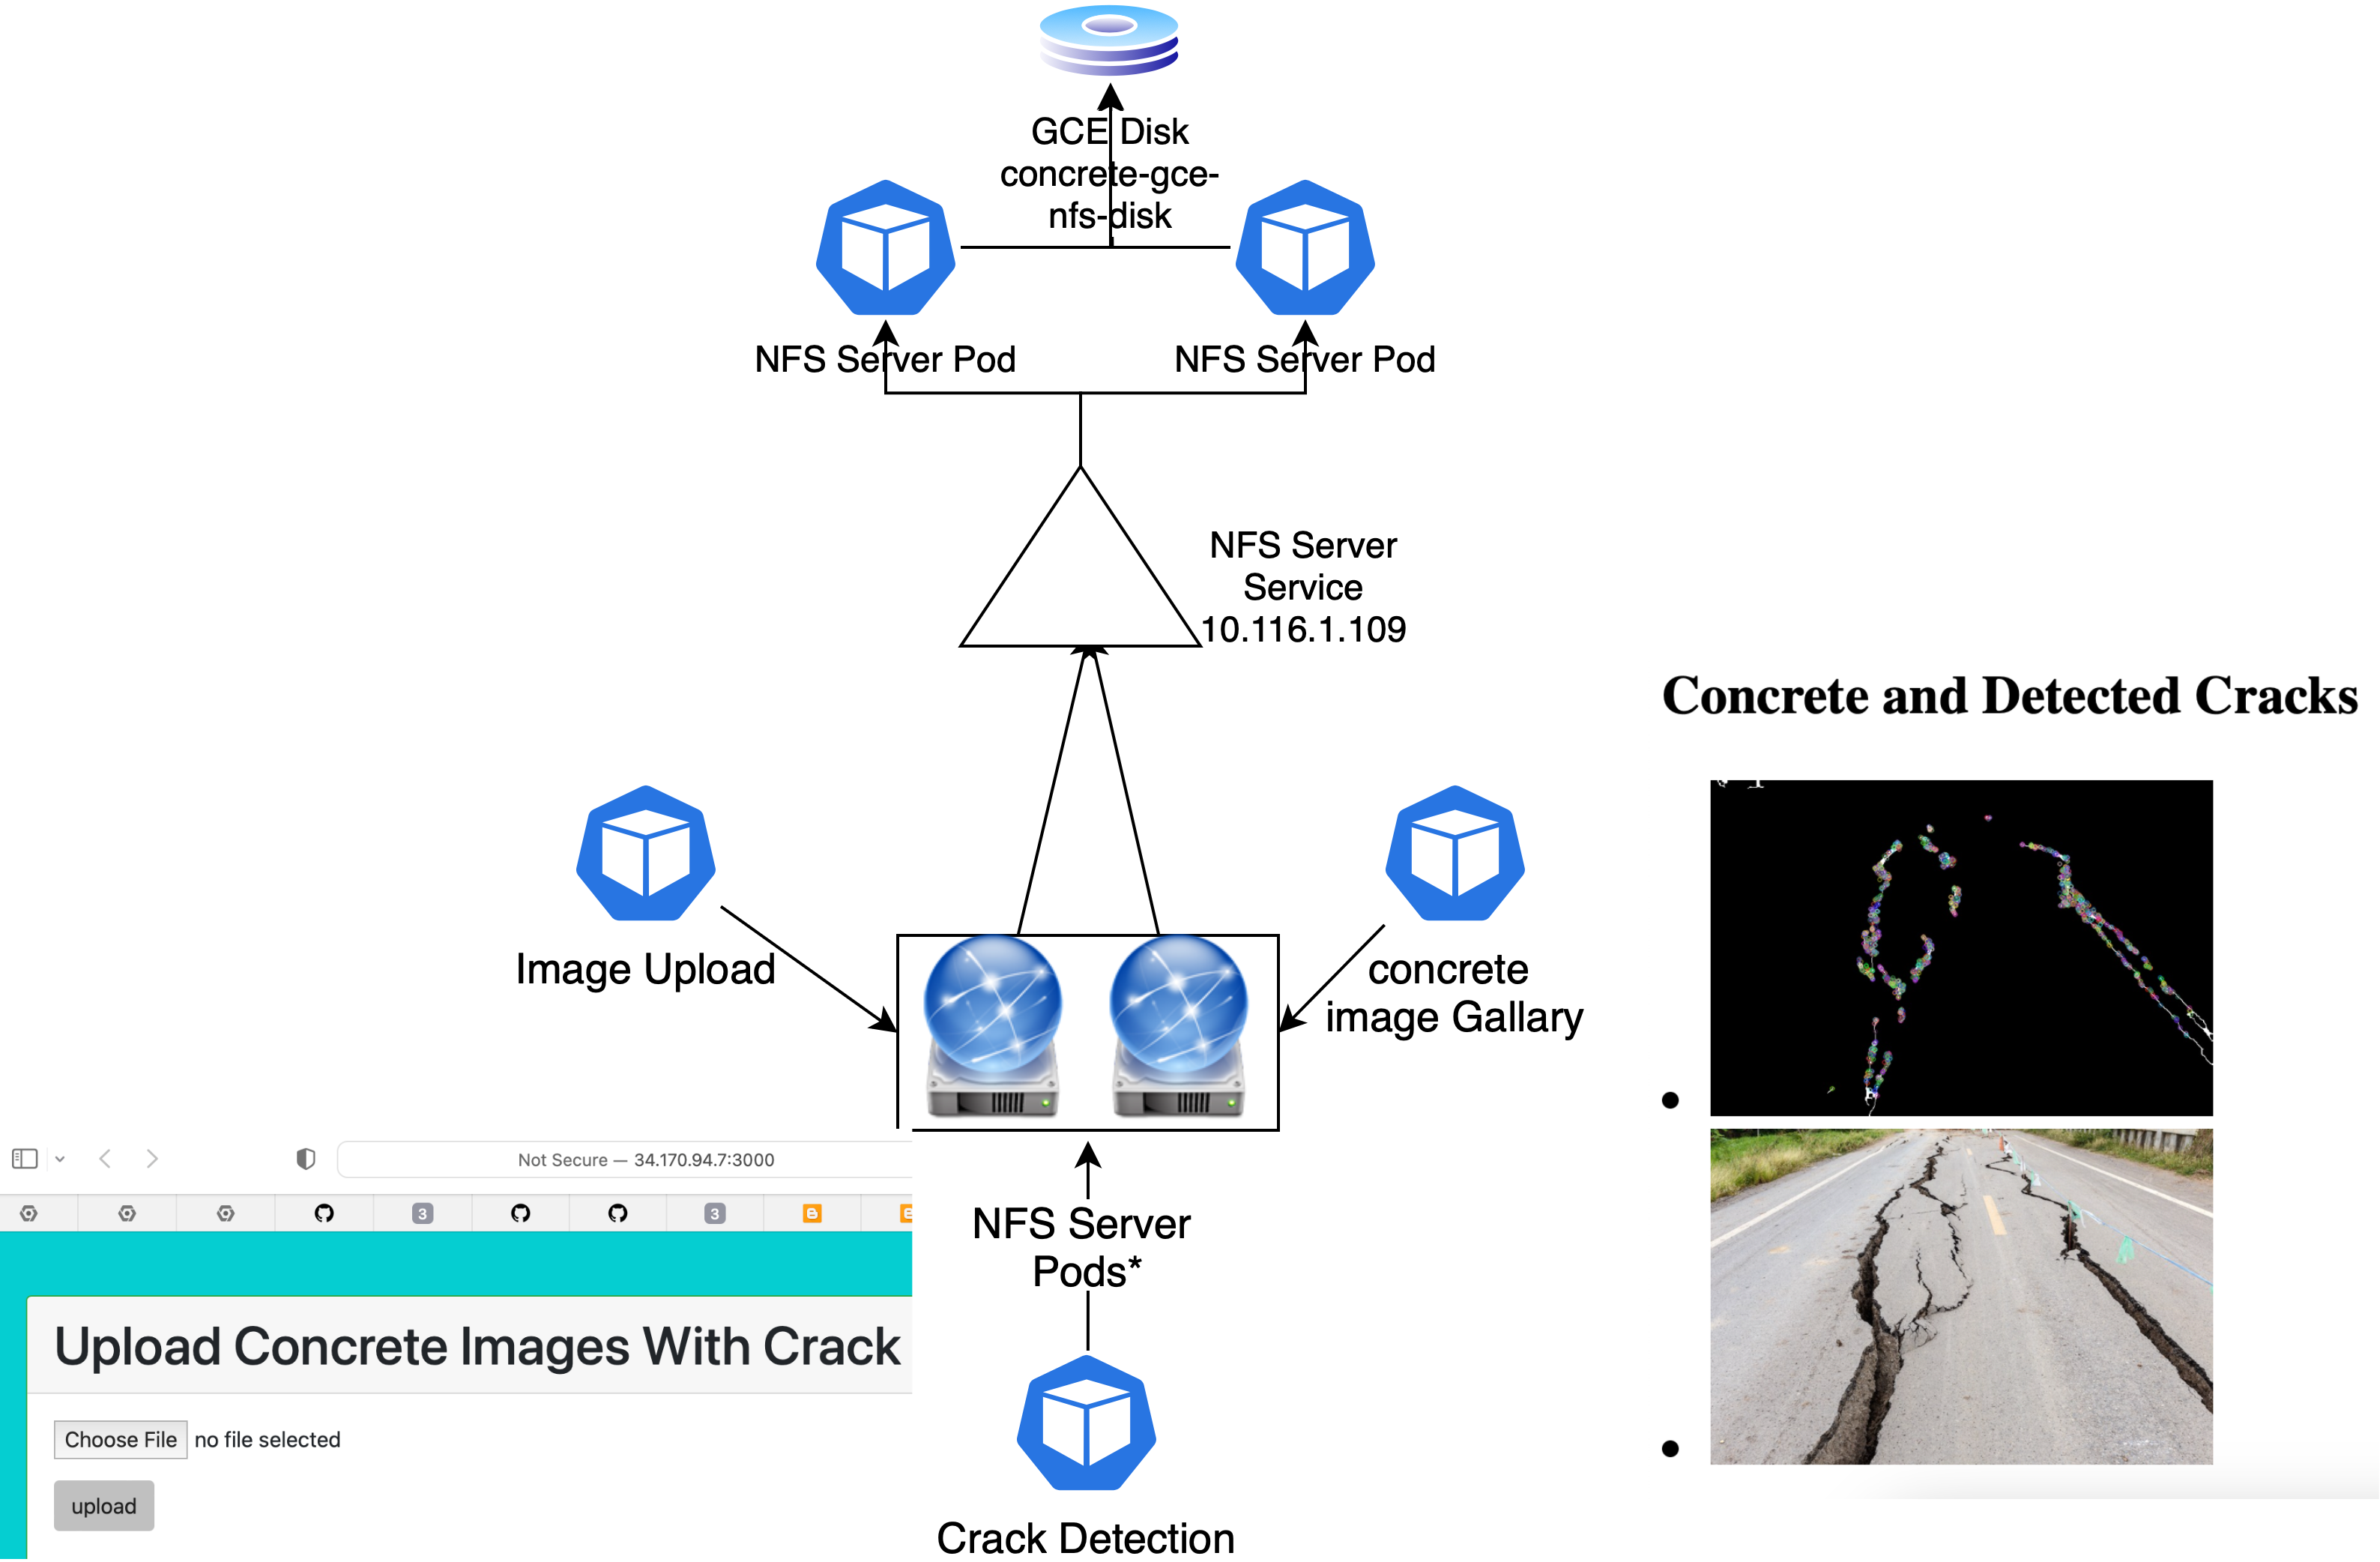 GCE Disk
concrete-gce-
nfs-disk
NFS Server Pod
NFS Server Pod
NFS Server
Service
10.116.1.109
Concrete and Detected Cracks
Image Upload
concrete
image Gallary
Not Secure — 34.170.94.7:3000
3
3
NFS Server
Pods*
Upload Concrete Images With Crack
Choose File no file selected
upload
Crack Detection